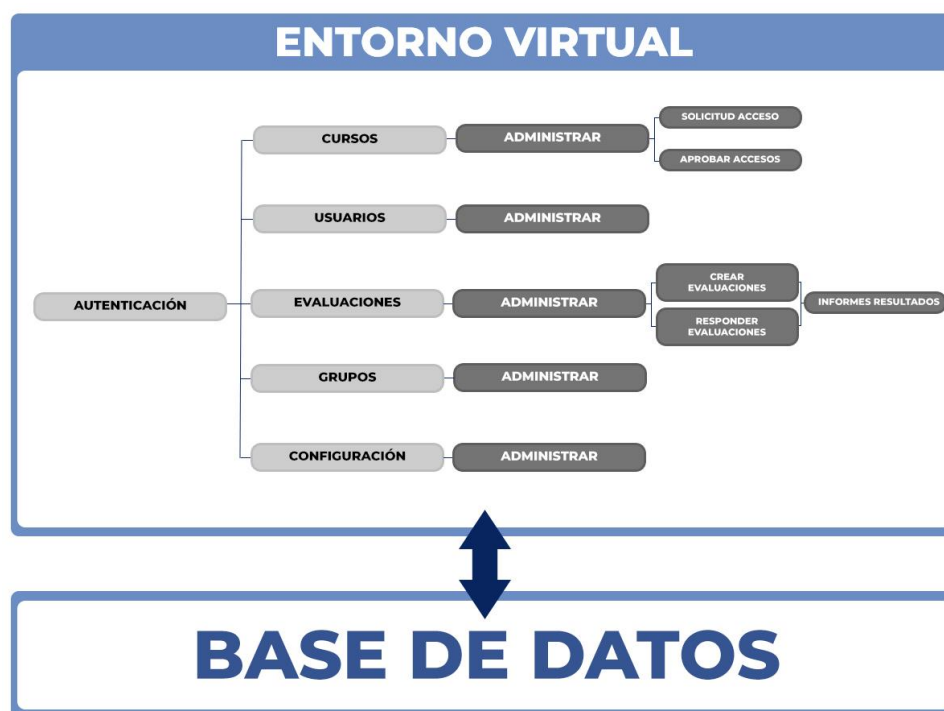 ENTORNO VIRTUAL
SOLICITUD ACCESO
CURSOS
ADMINISTRAR
APROBAR ACCESOS
USUARIOS
ADMINISTRAR
CREAR
EVALUACIONES
AUTENTICACIÓN
EVALUACIONES
ADMINISTRAR
INFORMES RESULTADOS
RESPONDER
EVALUACIONES
GRUPOS
ADMINISTRAR
CONFIGURACIÓN
ADMINISTRAR
BASE DE DATOS